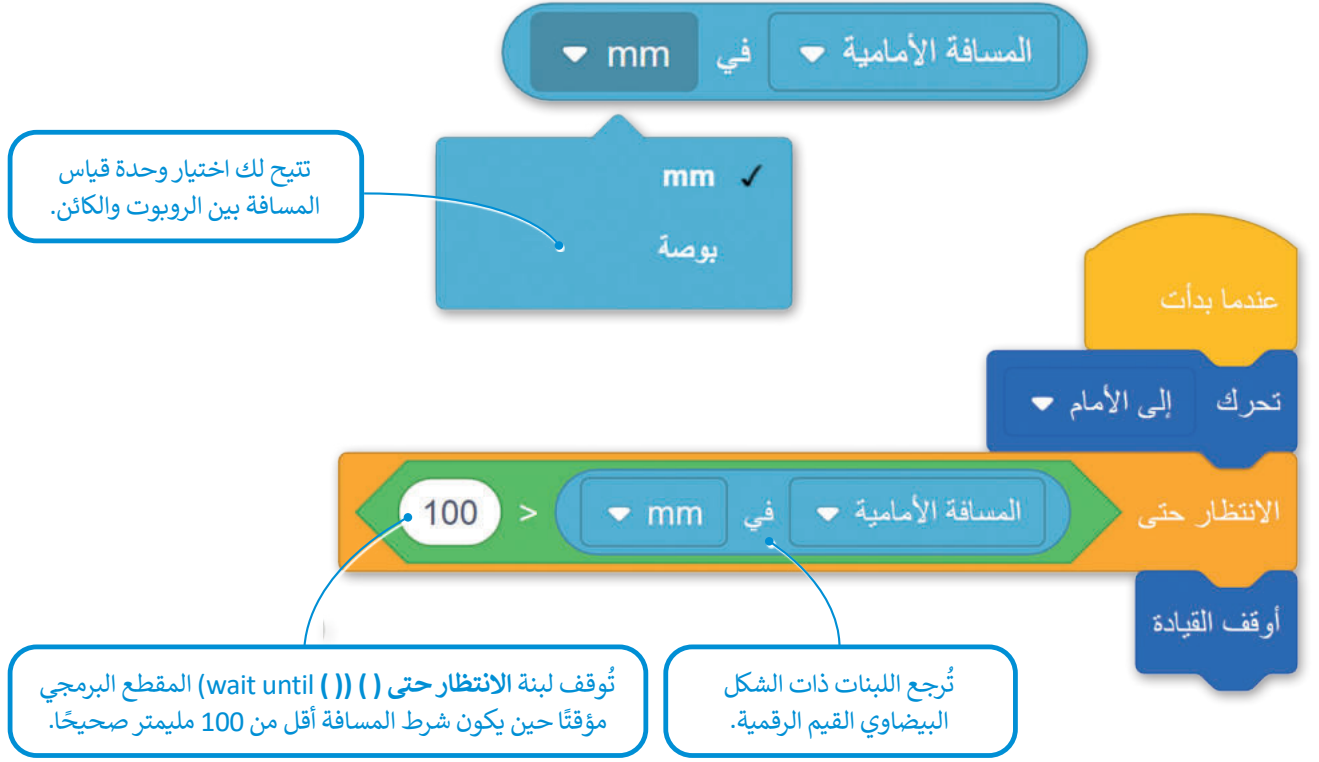 المسافة الأمامية في mm
تتيح لك اختيار وحدة قياس
المسافة بين الروبوت والكائن.
mm
بوصة
عندما بدأت
تحرك إلى الأمام
الانتظار حتى المسافة الأمامية في mm > 100
أوقف القيادة
تُرجع اللبنات ذات الشكل
البيضاوي القيم الرقمية.
تُوقف لبنة الانتظار حتى ( ) (wait until ( )) المقطع البرمجي
مؤقتًا حين يكون شرط المسافة أقل من 100 مليمتر صحيحًا.